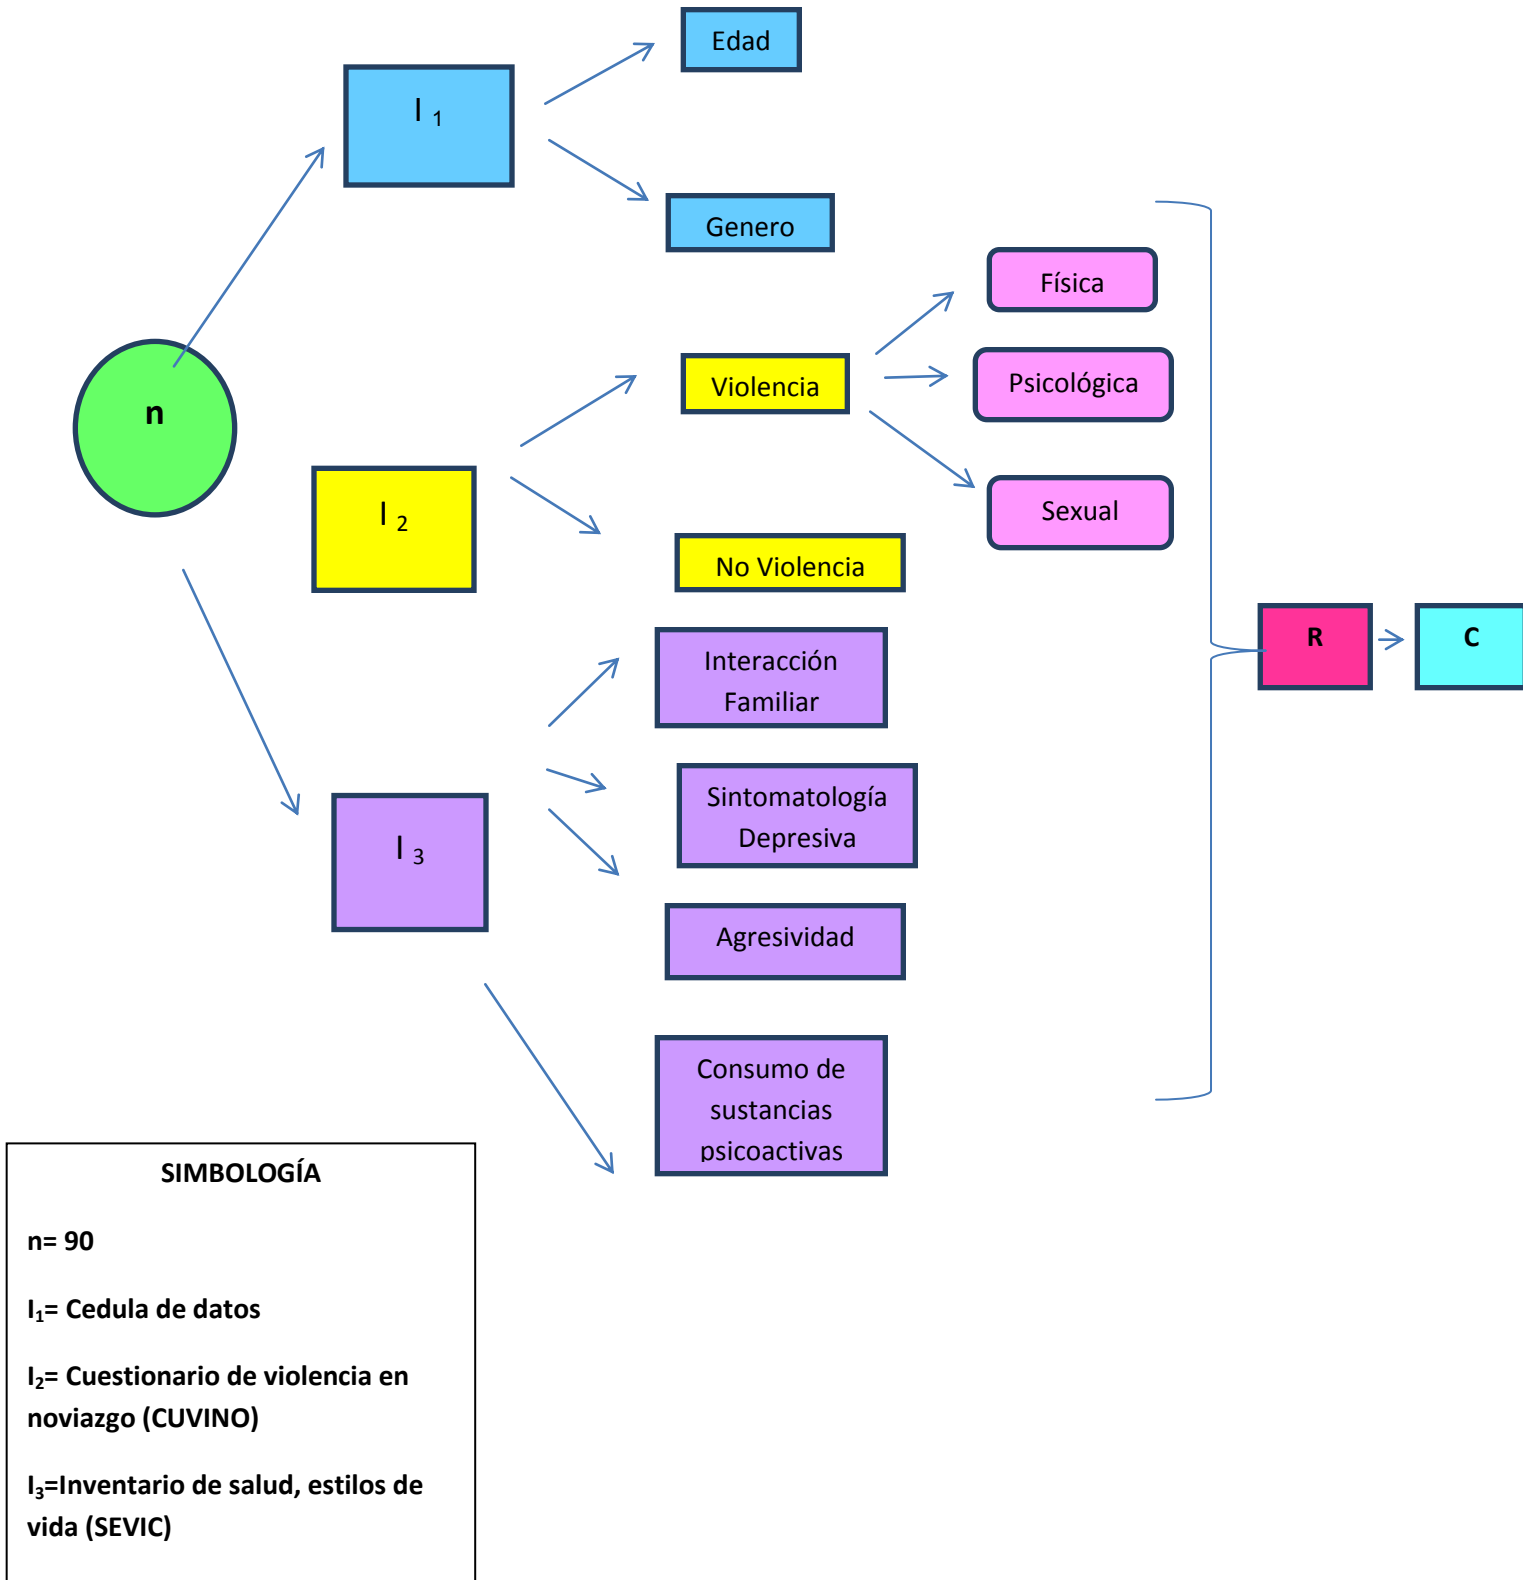 Edad
I 1
Genero
Física
n
Violencia
Psicológica
I 2
Sexual
No Violencia
R
C
Interacción
Familiar
Sintomatología
Depresiva
I 3
Agresividad
Consumo de
sustancias
psicoactivas
SIMBOLOGÍA
n= 90
I1= Cedula de datos
I2= Cuestionario de violencia en
noviazgo (CUVINO)
I3=Inventario de salud, estilos de
vida (SEVIC)